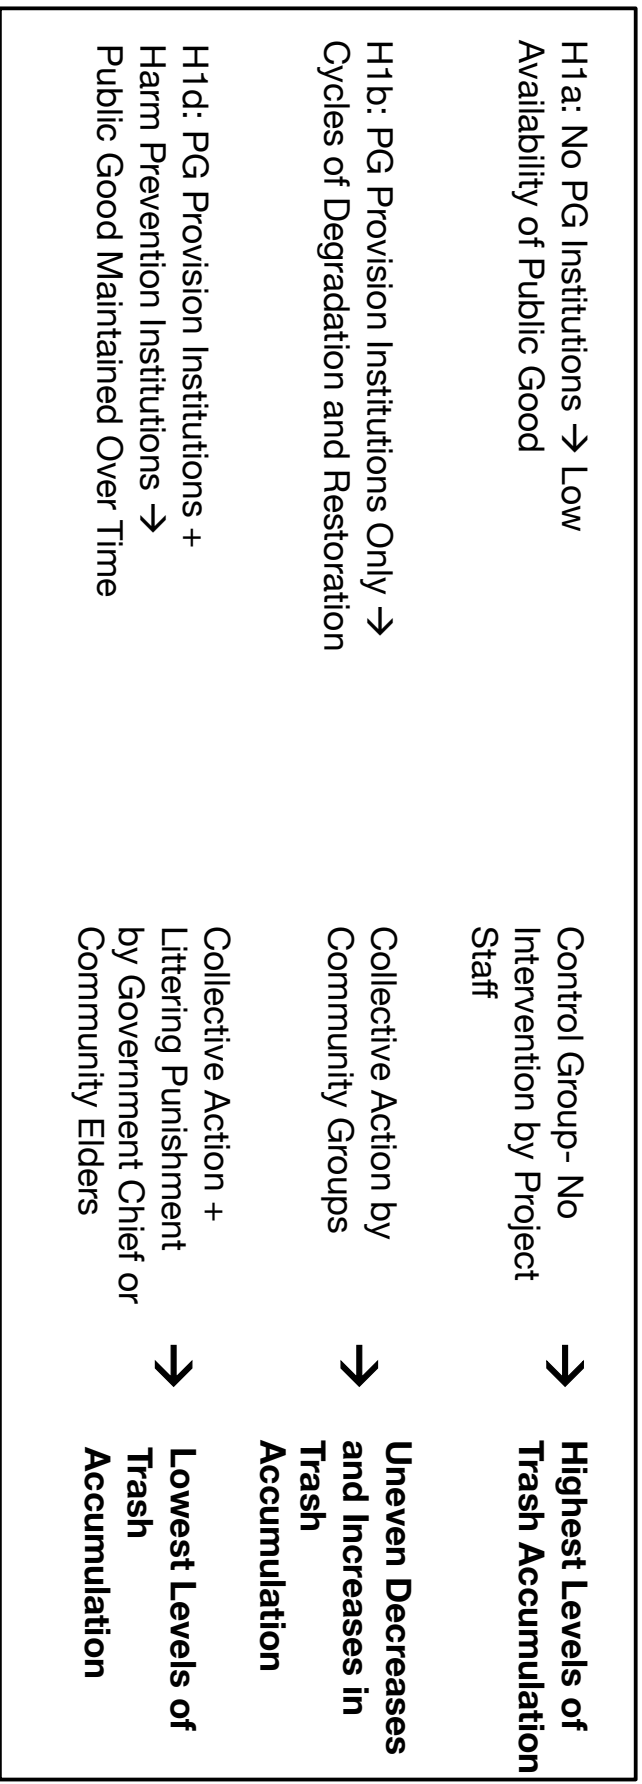 H1a: No PG Institutions → Low
Availability of Public Good
Control Group- No
Intervention by Project
Staff
→
Highest Levels of
Trash Accumulation
H1b: PG Provision Institutions Only →
Cycles of Degradation and Restoration
Collective Action by
Community Groups
→
Uneven Decreases
and Increases in
Trash
Accumulation
H1d: PG Provision Institutions +
Harm Prevention Institutions →
Public Good Maintained Over Time
Collective Action +
Littering Punishment
by Government Chief or
Community Elders
→
Lowest Levels of
Trash
Accumulation